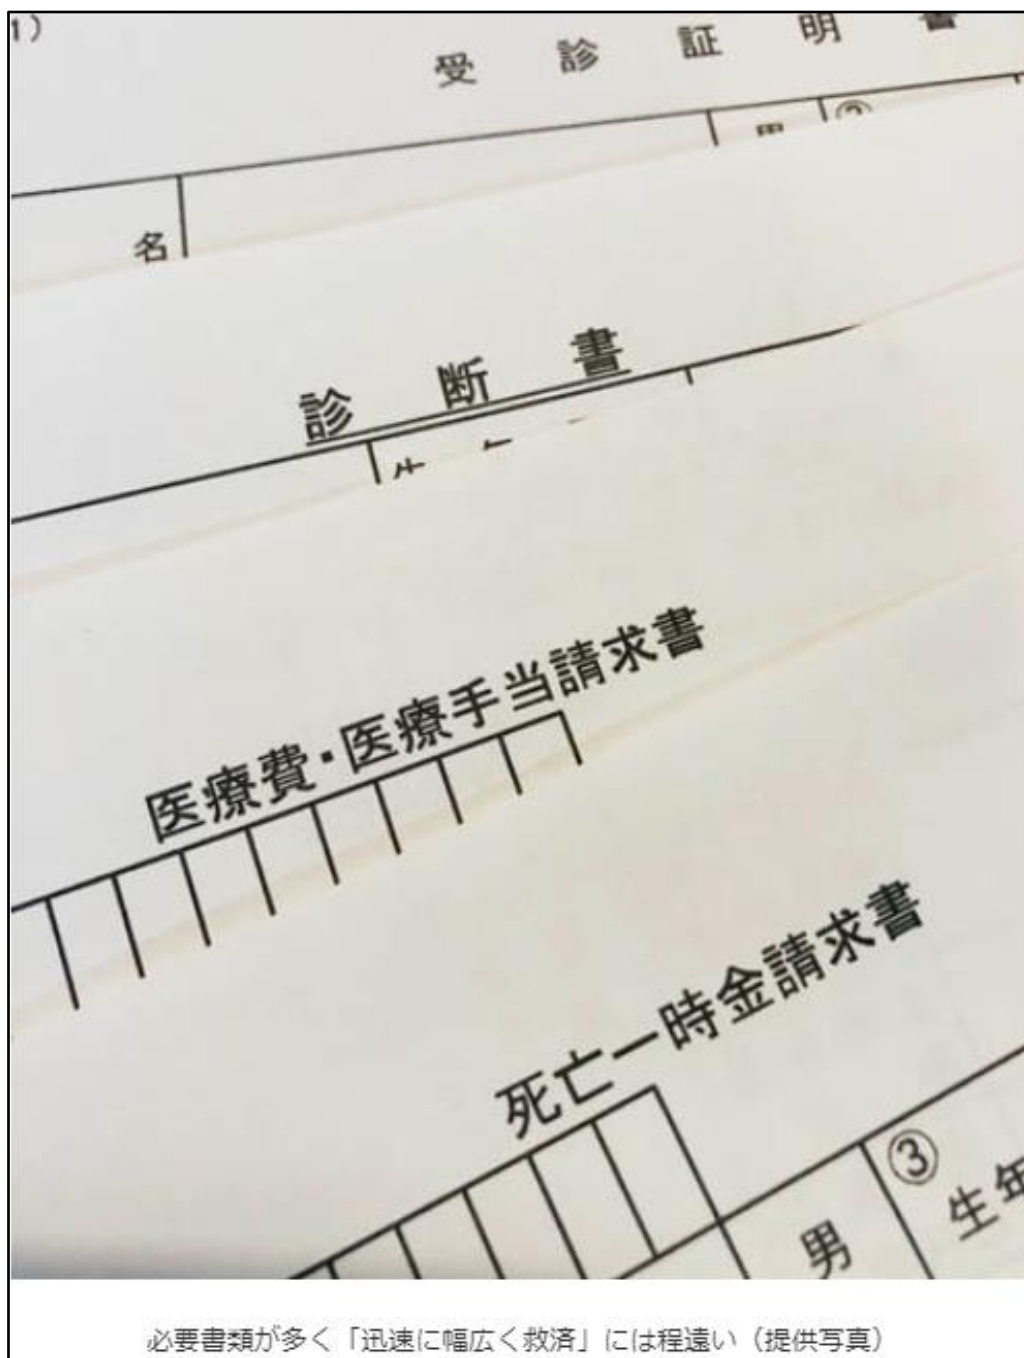 1)
受診証明書
名
診断書
医療費・医療手当請求書
死亡一時金請求書
男
③
生年
必要書類が多く「迅速に幅広く救済」には程遠い（提供写真）